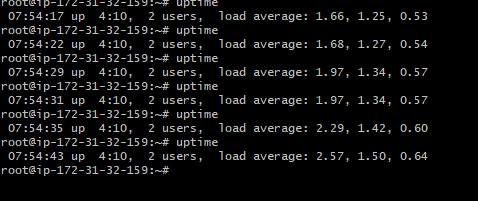 root@ip-172-31-32-159:~# uptime
 07:54:17 up  4:10,  2 users,  load average: 1.66, 1.25, 0.53
root@ip-172-31-32-159:~# uptime
 07:54:22 up  4:10,  2 users,  load average: 1.68, 1.27, 0.54
root@ip-172-31-32-159:~# uptime
 07:54:29 up  4:10,  2 users,  load average: 1.97, 1.34, 0.57
root@ip-172-31-32-159:~# uptime
 07:54:31 up  4:10,  2 users,  load average: 1.97, 1.34, 0.57
root@ip-172-31-32-159:~# uptime
 07:54:35 up  4:10,  2 users,  load average: 2.29, 1.42, 0.60
root@ip-172-31-32-159:~# uptime
 07:54:43 up  4:10,  2 users,  load average: 2.57, 1.50, 0.64
root@ip-172-31-32-159:~#